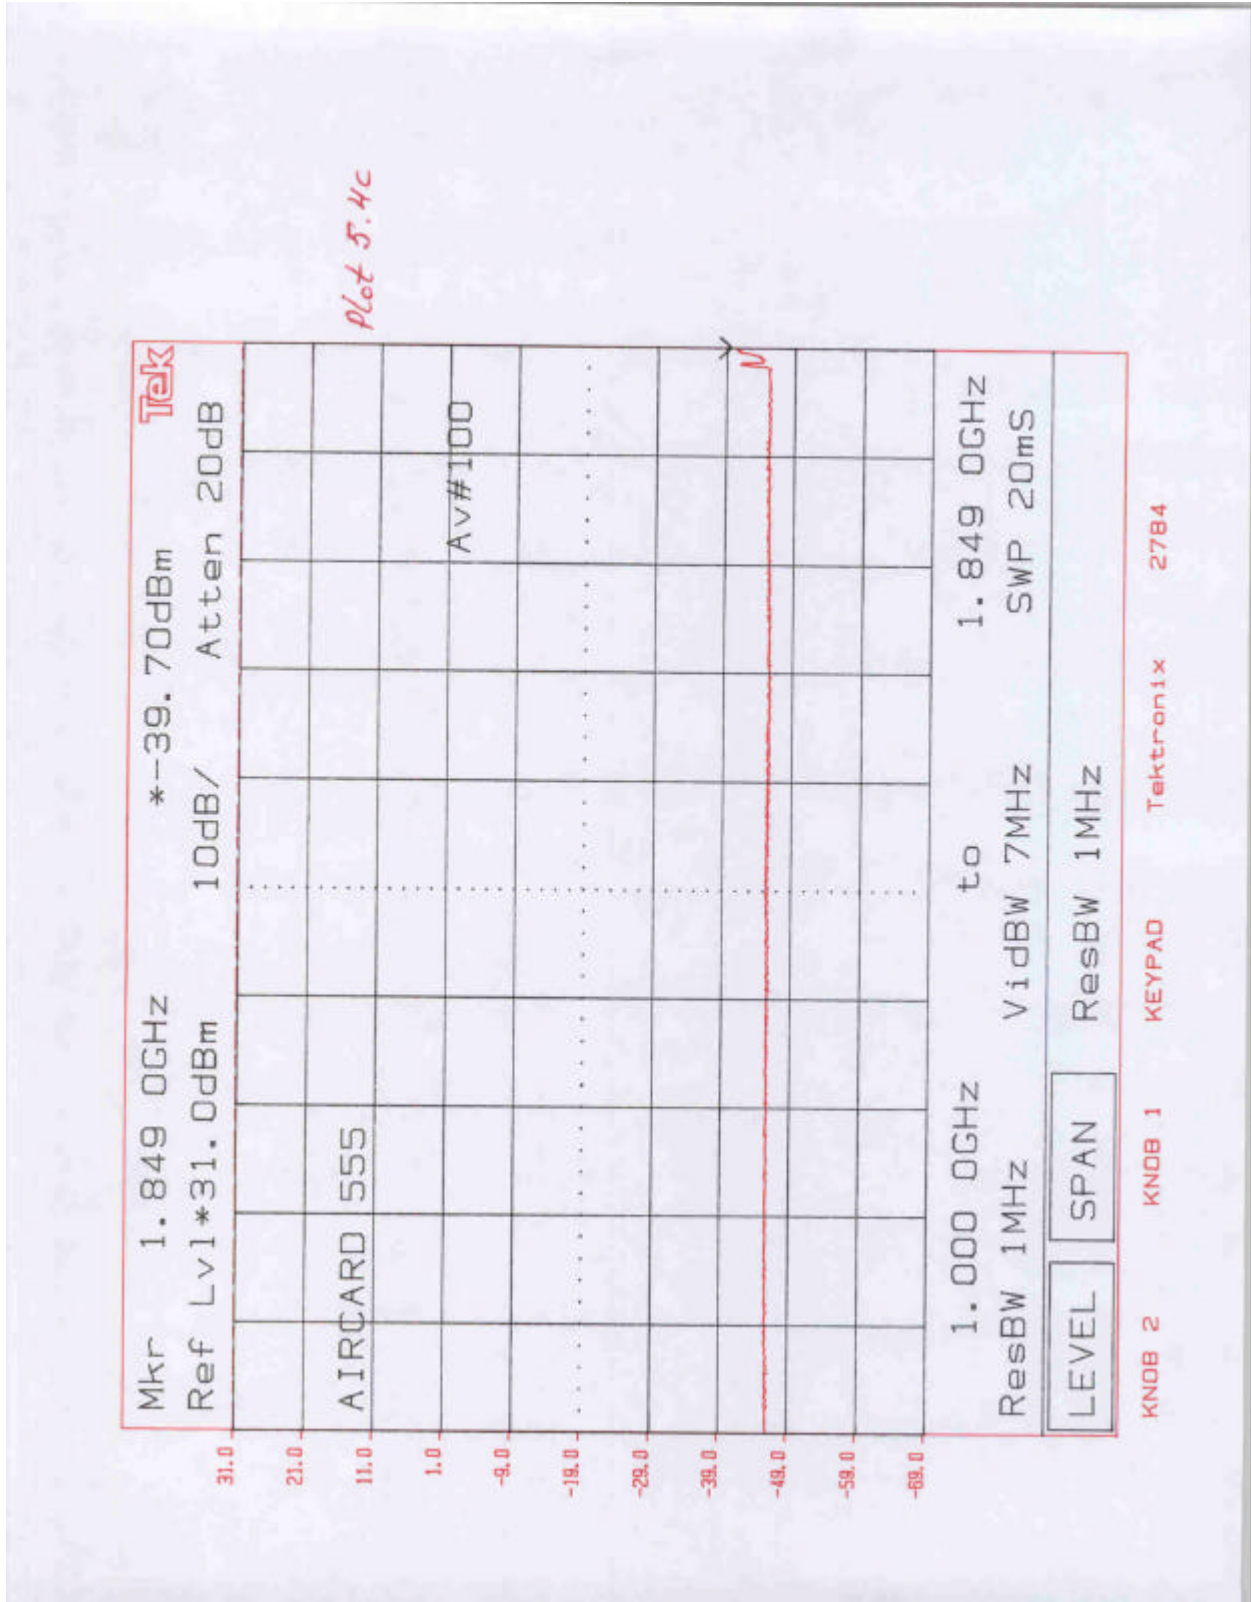 Plot 5.4c
Mkr 1.849 0GHz *-39.70dBm Tek
Ref Lvl*31.0dBm 10dB/ Atten 20dB
31.0
21.0
AIRCARD 555
11.0
Av#100
1.0
-9.0
-19.0
-29.0
-39.0
-49.0
-59.0
-69.0
1.000 0GHz to 1.849 0GHz
ResBW 1MHz VidBW 7MHz SWP 20mS
LEVEL SPAN ResBW 1MHz
KNOB 2 KNOB 1 KEYPAD Tektronix 2784